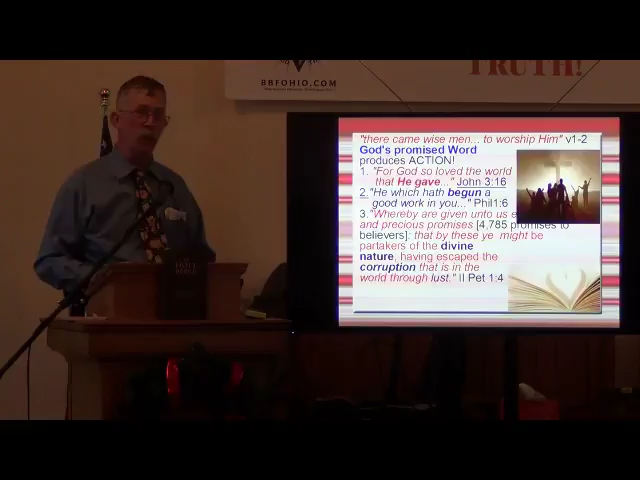 BBFOHIO.COM
TRUTH!
"there came wise men... to worship Him" v1-2
God's promised Word
produces ACTION!
1. "For God so loved the world
that He gave..." John 3:16
2. "He which hath begun a
good work in you..." Phil1:6
3. "Whereby are given unto us e
and precious promises [4,785 promises to
believers]: that by these ye might be
partakers of the divine
nature, having escaped the
corruption that is in the
world through lust." II Pet 1:4
HOLY
BIBLE